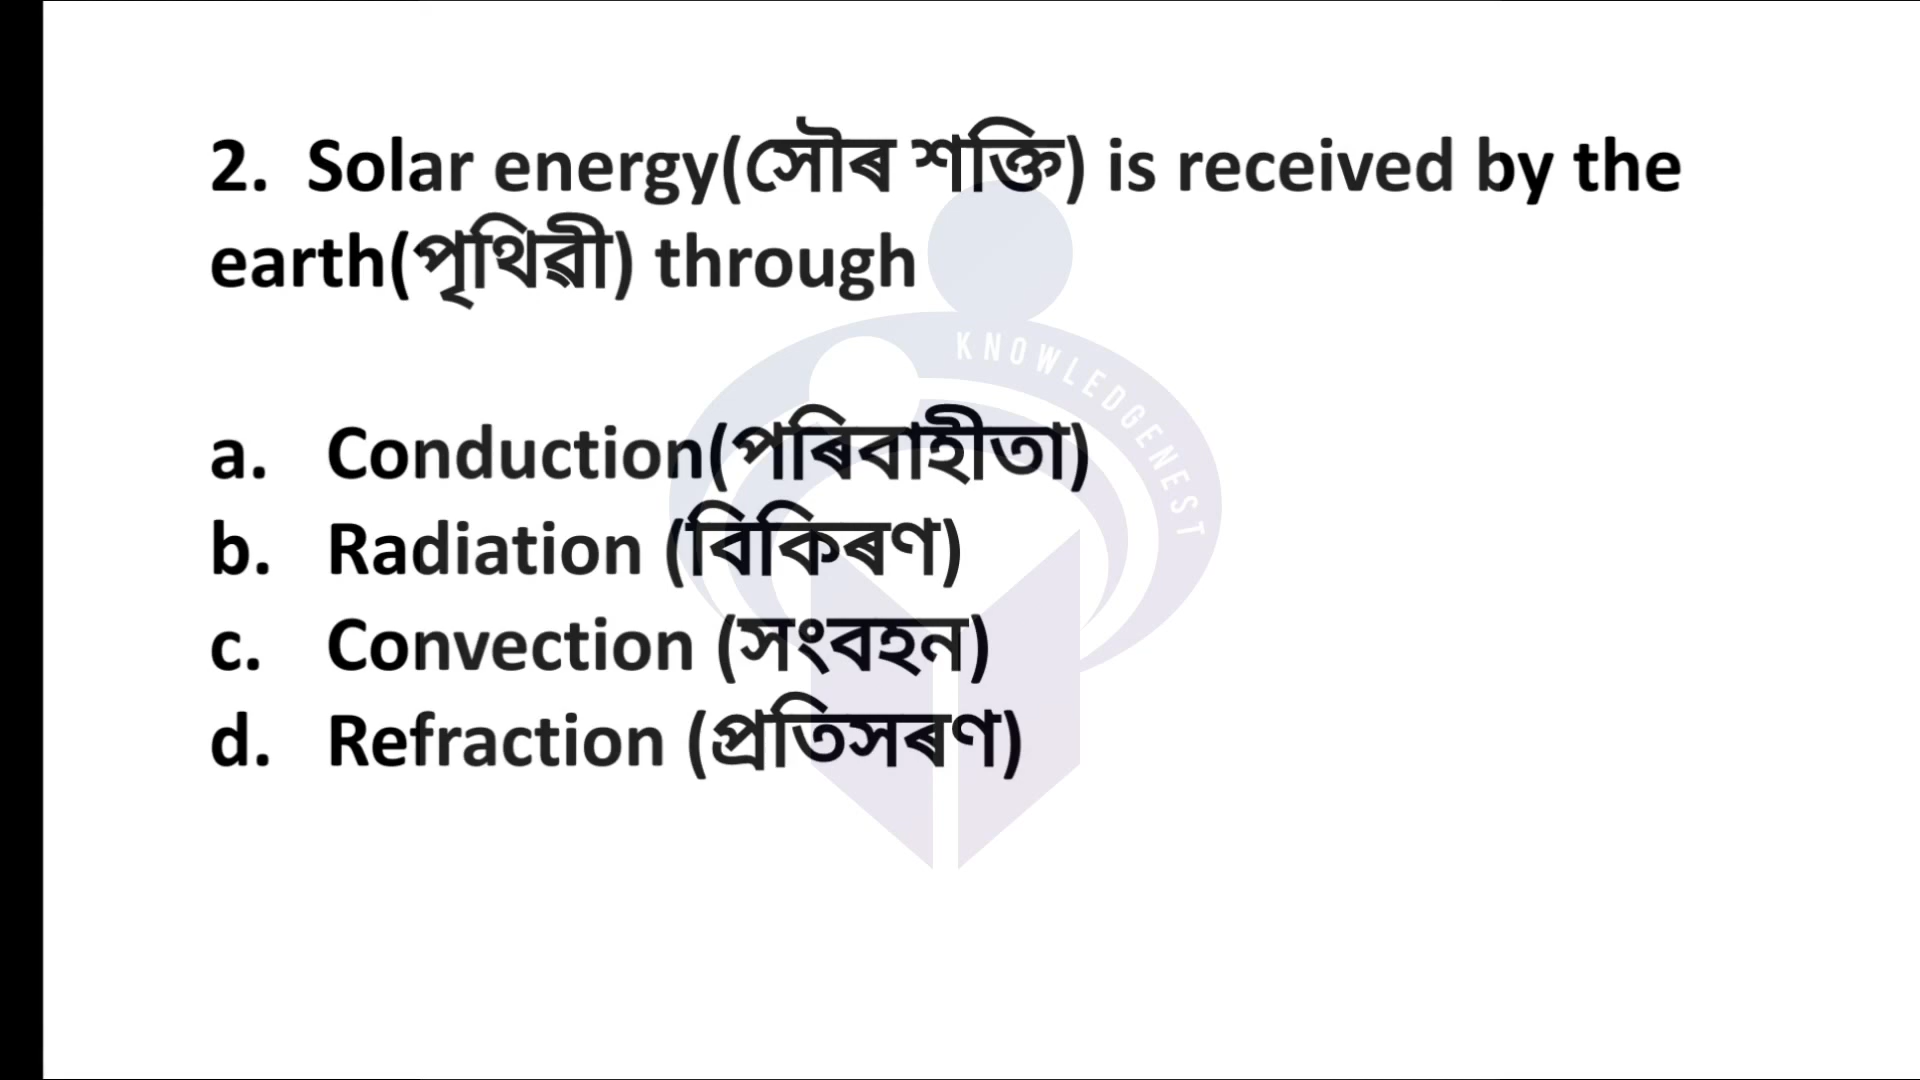 2. Solar energy(সৌৰ শক্তি) is received by the
earth(পৃথিৱী) through
KNOWLEDGENEST
a. Conduction(পৰিবাহীতা)
b. Radiation (বিকিৰণ)
c. Convection (সংবহন)
d. Refraction (প্ৰতিসৰণ)